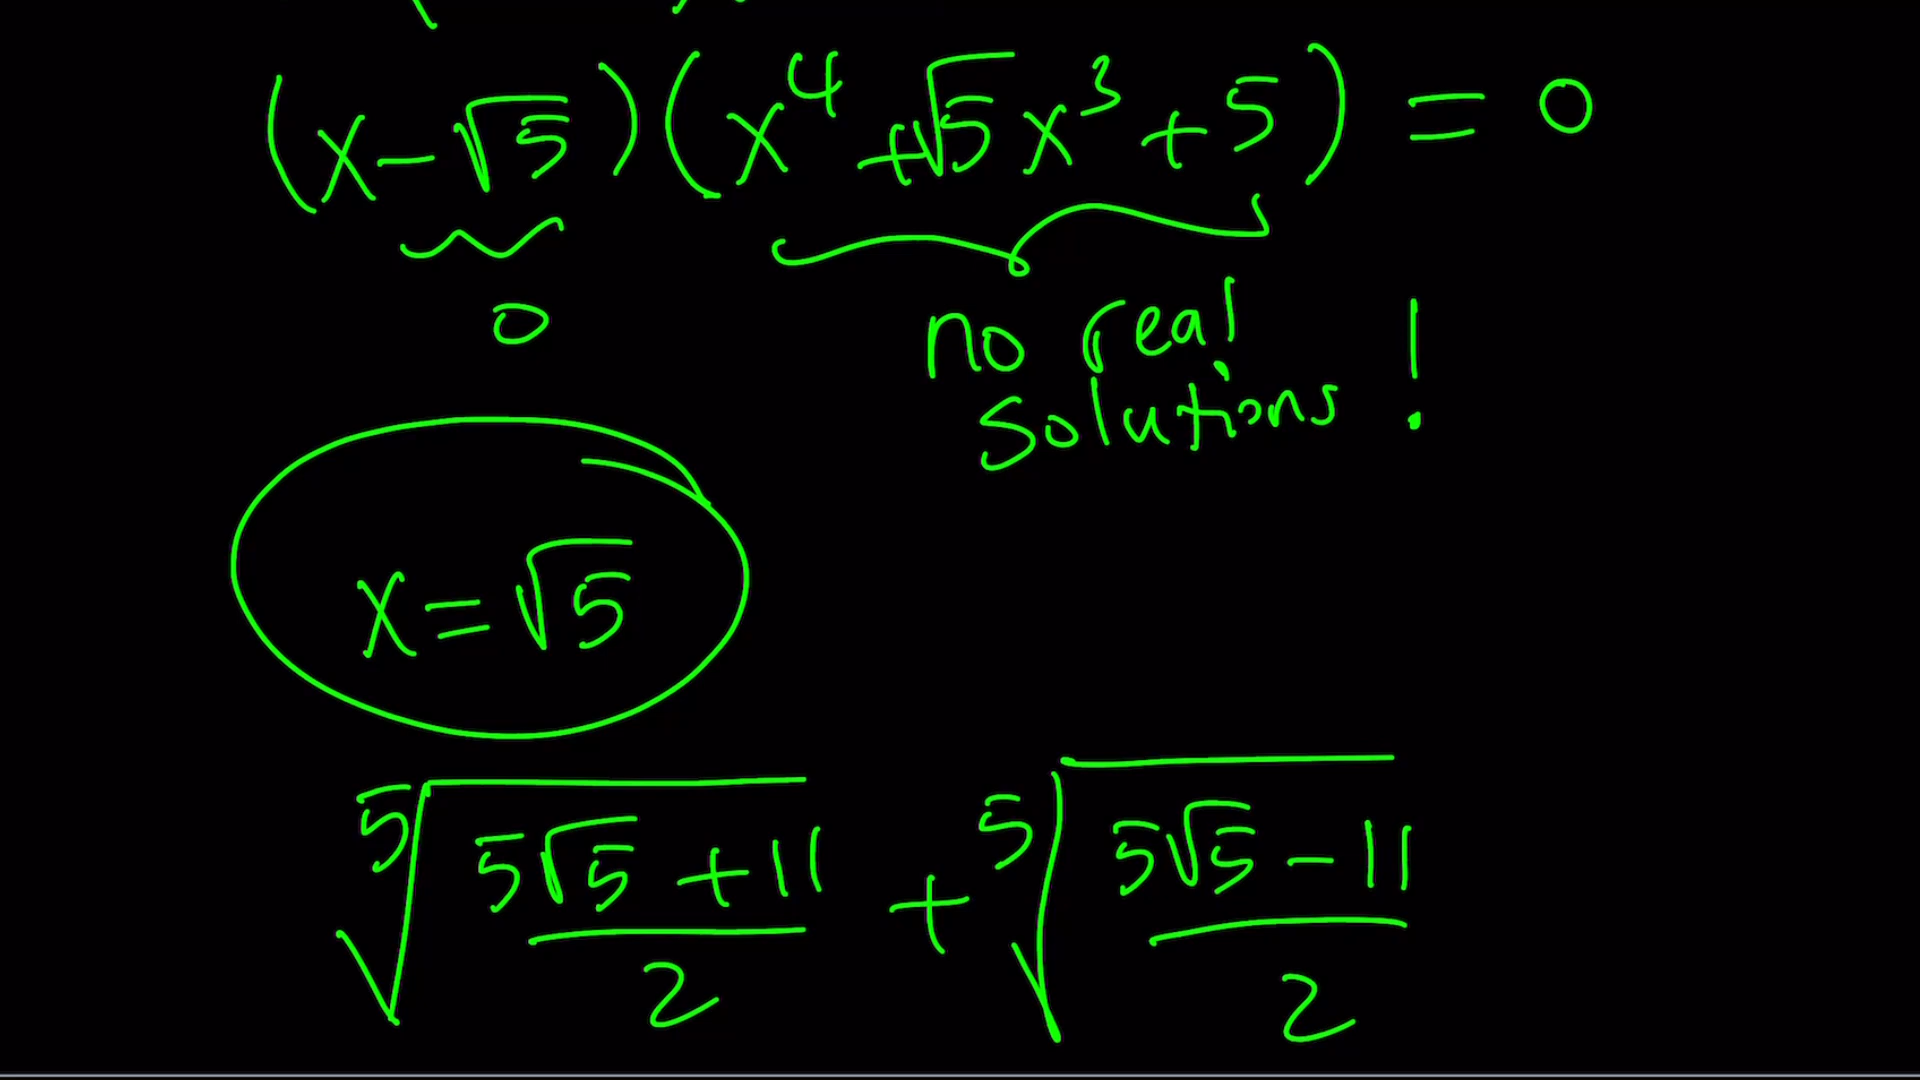 (x-√5)(x⁴+√5x³+5)=0
0
no real
solutions!
x=√5
⁵√((5√5+11)/2) + ⁵√((5√5-11)/2)